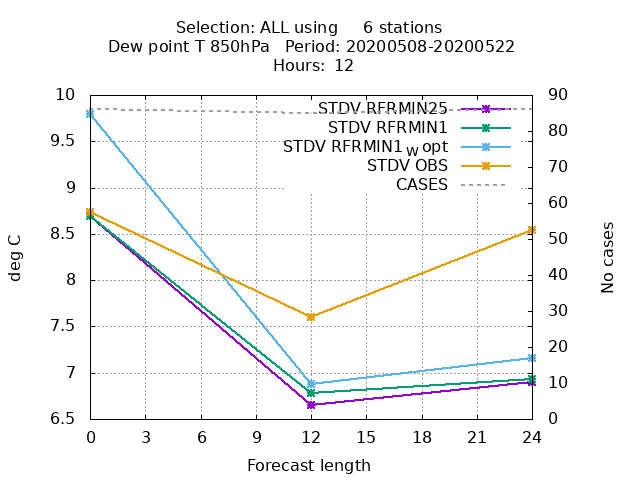 Selection: ALL using     6 stations
Dew point T 850hPa   Period: 20200508-20200522
Hours: 12
10 90
STDV RFRMIN25
STDV RFRMIN1
80
9.5
STDV RFRMIN1 w opt
STDV OBS
70
9
CASES
60
8.5
50
deg C
No cases
8
40
7.5
30
20
7
10
6.5 0
0 3 6 9 12 15 18 21 24
Forecast length